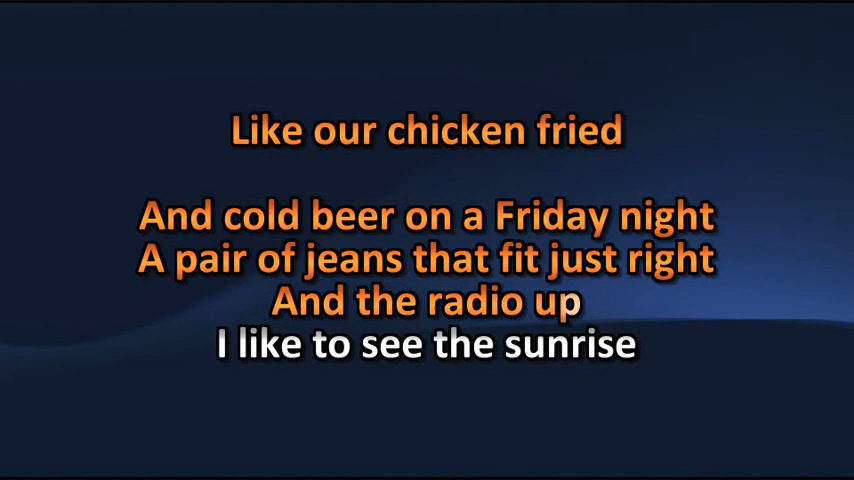 Like our chicken fried
And cold beer on a Friday night
A pair of jeans that fit just right
And the radio up
I like to see the sunrise